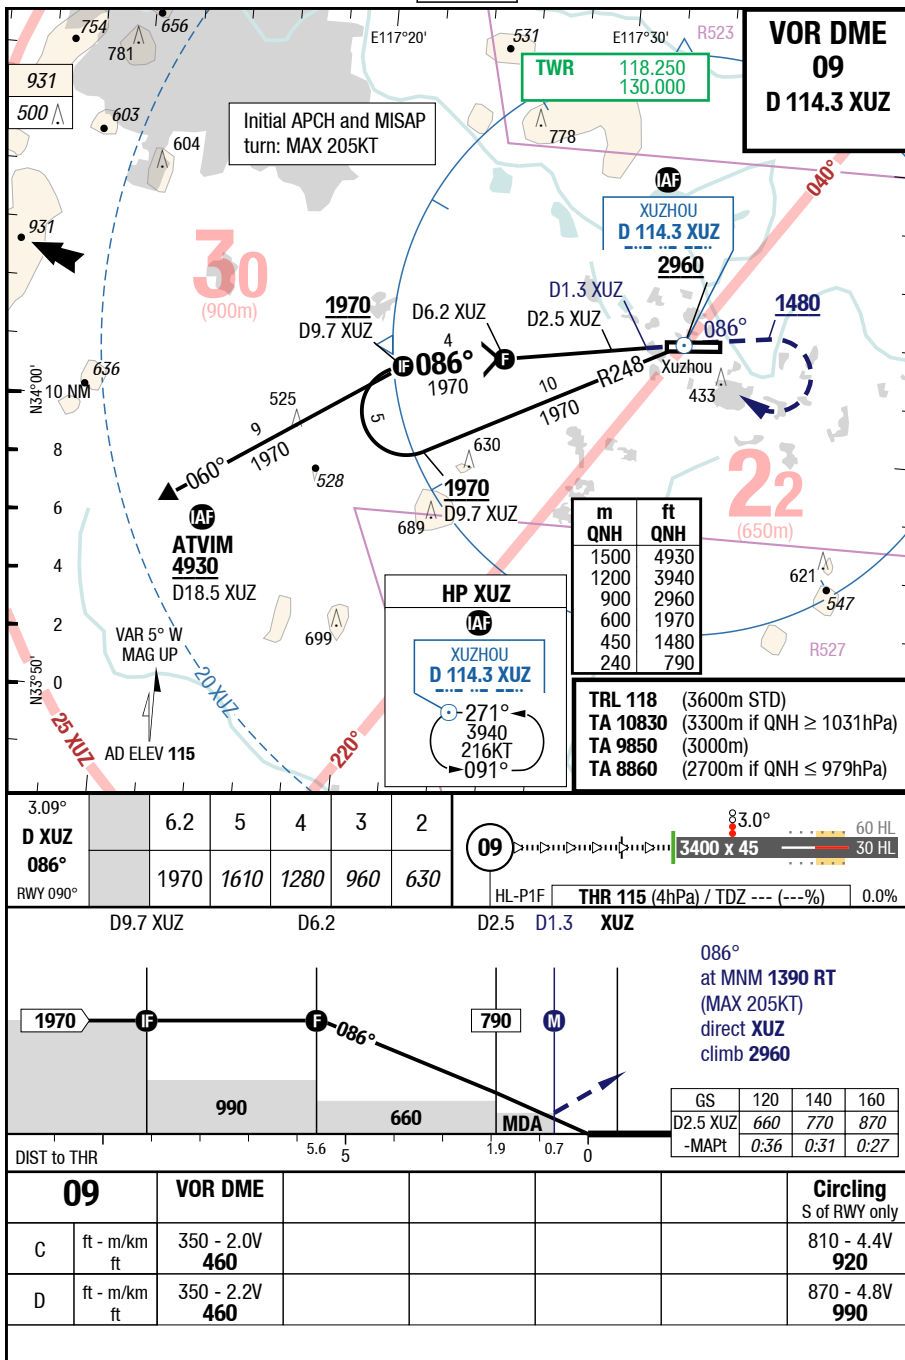 VOR DME
09
D 114.3 XUZ
754
656
781
931
500
603
604
Initial APCH and MISAP
turn: MAX 205KT
E117°20'
531
E117°30'
R523
TWR 118.250
130.000
778
040°
931
30
(900m)
IAF
XUZHOU
D 114.3 XUZ
2960
1970
D9.7 XUZ
D6.2 XUZ
D1.3 XUZ
D2.5 XUZ
1480
086°
IF
086°
4
1970
F
Xuzhou
R248
10
1970
433
636
N34°00'
10 NM
525
9
1970
5
060°
528
630
1970
D9.7 XUZ
689
22
(650m)
8
6
4
2
0
IAF
ATVIM
4930
D18.5 XUZ
m ft
QNH QNH
1500 4930
1200 3940
900 2960
600 1970
450 1480
240 790
621
547
R527
699
VAR 5° W
MAG UP
N33°50'
20 XUZ
25 XUZ
220°
AD ELEV 115
HP XUZ
IAF
XUZHOU
D 114.3 XUZ
271°
3940
216KT
091°
TRL 118 (3600m STD)
TA 10830 (3300m if QNH ≥ 1031hPa)
TA 9850 (3000m)
TA 8860 (2700m if QNH ≤ 979hPa)
3.09°
D XUZ
086°
RWY 090°
6.2 5 4 3 2
1970 1610 1280 960 630
09
3.0°
3400 x 45
60 HL
30 HL
HL-P1F
THR 115 (4hPa) / TDZ --- (---%)
0.0%
D9.7 XUZ D6.2 D2.5 D1.3 XUZ
086°
at MNM 1390 RT
(MAX 205KT)
direct XUZ
climb 2960
1970 IF F 086° 790 M
990 660 MDA
GS 120 140 160
D2.5 XUZ 660 770 870
-MAPt 0:36 0:31 0:27
DIST to THR 5.6 5 1.9 0.7 0
09 VOR DME Circling
S of RWY only
C ft - m/km 350 - 2.0V 810 - 4.4V
ft 460 920
D ft - m/km 350 - 2.2V 870 - 4.8V
ft 460 990